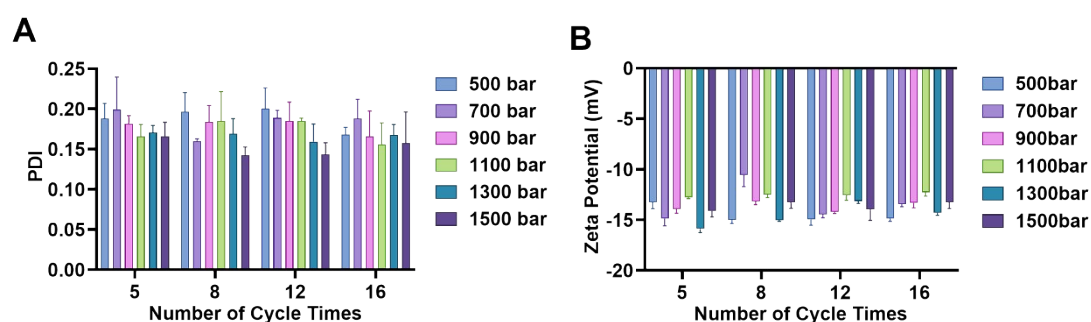 A
0.25
0.20
0.15
0.10
0.05
0.00
PDI
5 8 12 16
Number of Cycle Times
500 bar
700 bar
900 bar
1100 bar
1300 bar
1500 bar
B
0
-5
-10
-15
-20
Zeta Potential (mV)
5 8 12 16
Number of Cycle Times
500bar
700bar
900bar
1100bar
1300bar
1500bar